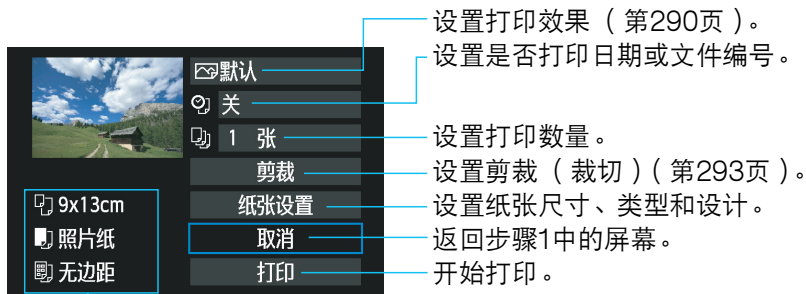 设置打印效果（第290页）。
设置是否打印日期或文件编号。
默认
关
1 张
设置打印数量。
剪裁
设置剪裁（裁切）（第293页）。
9x13cm
纸张设置
设置纸张尺寸、类型和设计。
照片纸
取消
返回步骤1中的屏幕。
无边距
打印
开始打印。